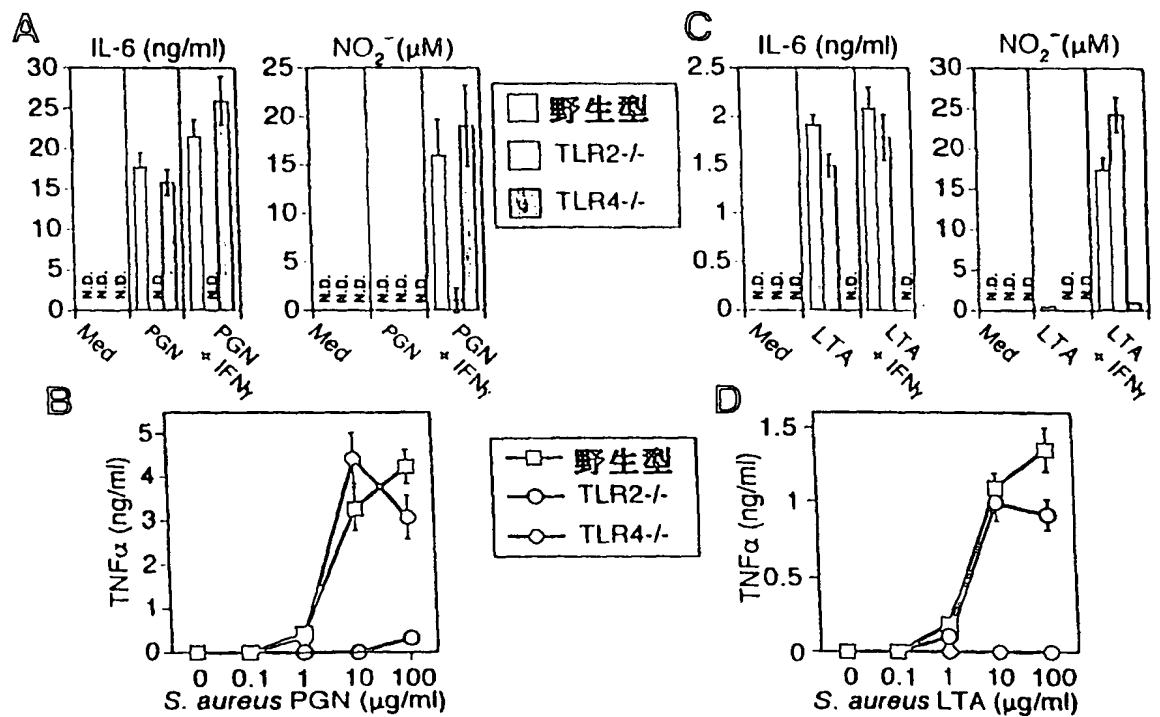 A
IL-6 (ng/ml)
30
25
20
15
10
5
0
N.D.
N.D.
N.D.
N.D.
N.D.
Med
PGN
PGN
+ IFNγ
NO2⁻(μM)
25
20
15
10
5
0
N.D.
N.D.
N.D.
N.D.
N.D.
N.D.
Med
PGN
PGN
+ IFNγ
野生型
TLR2-/-
TLR4-/-
C
IL-6 (ng/ml)
2.5
2
1.5
1
0.5
0
N.D.
N.D.
N.D.
N.D.
N.D.
Med
LTA
LTA
+ IFNγ
NO2⁻(μM)
30
25
20
15
10
5
0
N.D.
N.D.
N.D.
N.D.
N.D.
Med
LTA
LTA
+ IFNγ
B
TNFα (ng/ml)
5
4
3
2
1
0
0 0.1 1 10 100
S. aureus PGN (μg/ml)
野生型
TLR2-/-
TLR4-/-
D
TNFα (ng/ml)
1.5
1
0.5
0
0 0.1 1 10 100
S. aureus LTA (μg/ml)